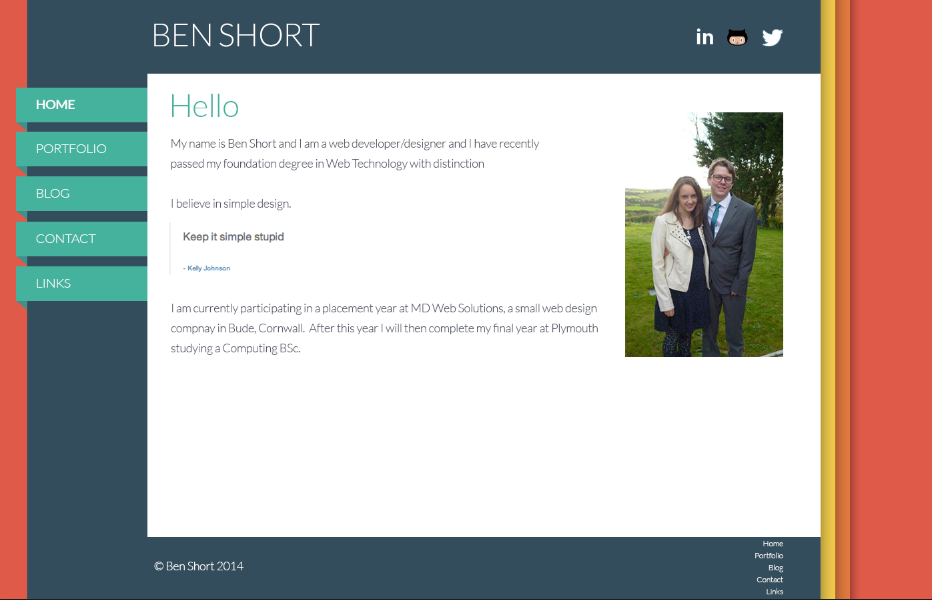 BEN SHORT
in
HOME
PORTFOLIO
BLOG
CONTACT
LINKS
Hello
My name is Ben Short and I am a web developer/designer and I have recently
passed my foundation degree in Web Technology with distinction
I believe in simple design.
Keep it simple stupid
- Kelly Johnson
I am currently participating in a placement year at MD Web Solutions, a small web design
compnay in Bude, Cornwall. After this year I will then complete my final year at Plymouth
studying a Computing BSc.
© Ben Short 2014
Home
Portfolio
Blog
Contact
Links